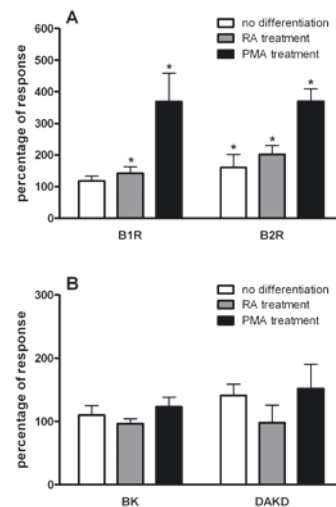 A
no differentiation
RA treatment
PMA treatment
percentage of response
600
500
400
300
200
100
0
* * * * *
B1R B2R
B
no differentiation
RA treatment
PMA treatment
percentage of response
300
200
100
0
BK DAKD